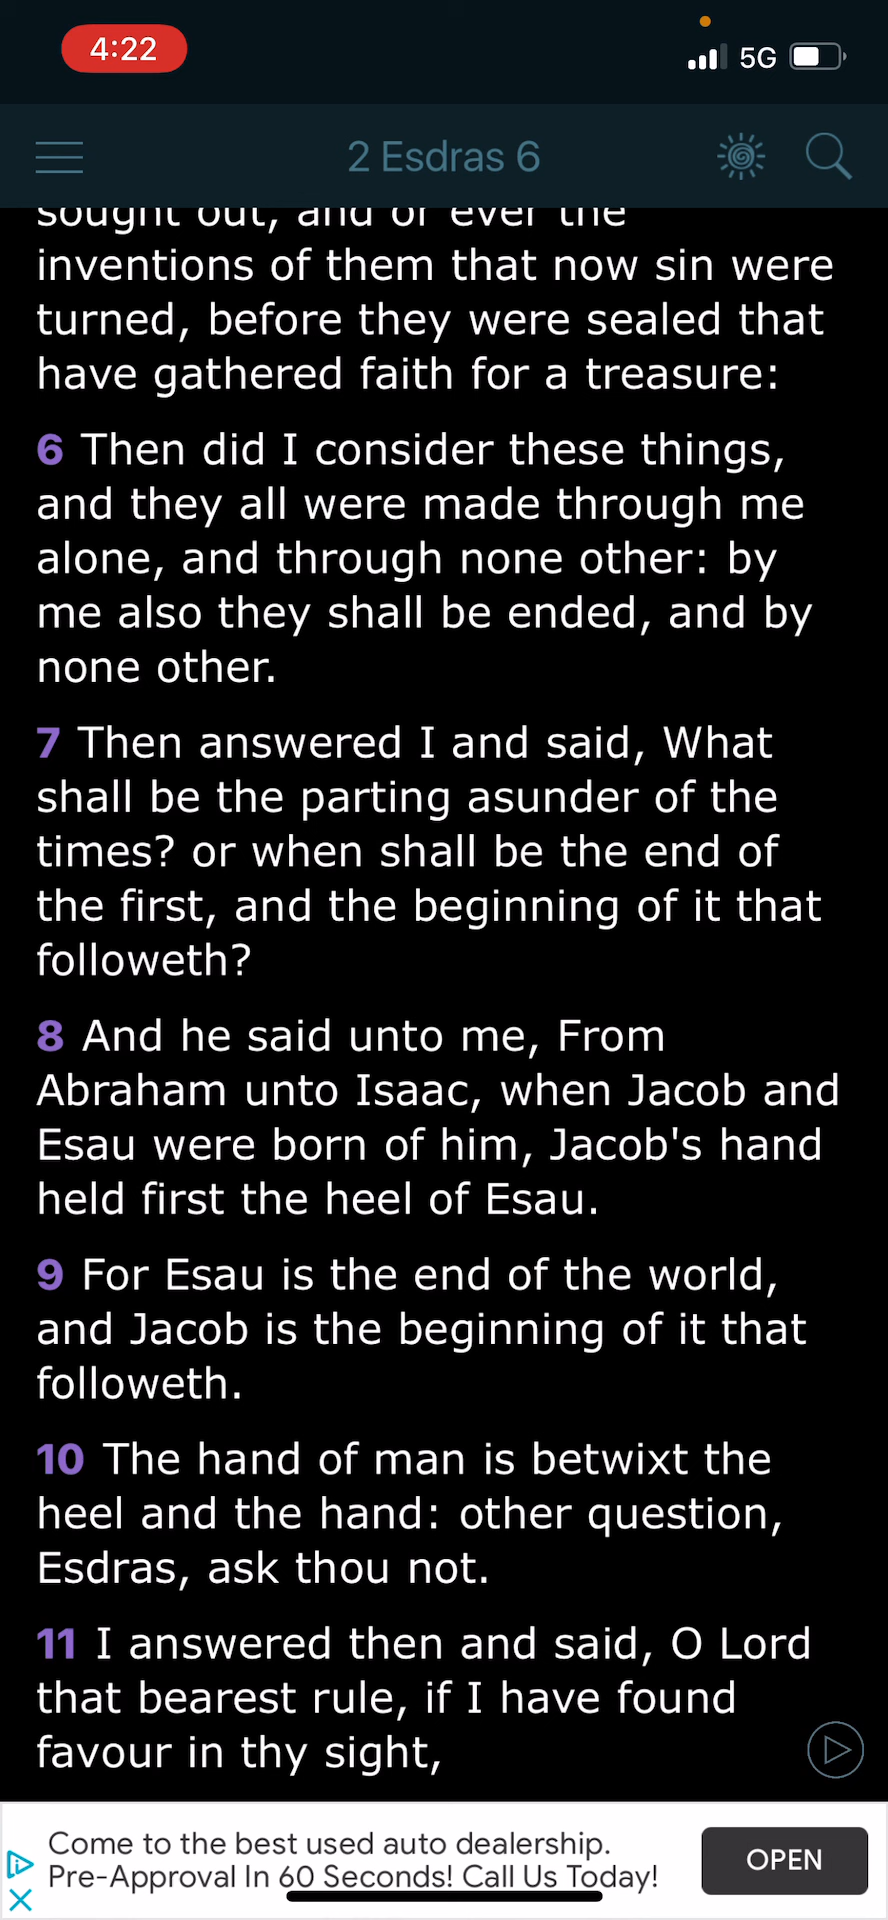 4:22
5G
2 Esdras 6
sought out, and or ever the
inventions of them that now sin were
turned, before they were sealed that
have gathered faith for a treasure:
6 Then did I consider these things,
and they all were made through me
alone, and through none other: by
me also they shall be ended, and by
none other.
7 Then answered I and said, What
shall be the parting asunder of the
times? or when shall be the end of
the first, and the beginning of it that
followeth?
8 And he said unto me, From
Abraham unto Isaac, when Jacob and
Esau were born of him, Jacob's hand
held first the heel of Esau.
9 For Esau is the end of the world,
and Jacob is the beginning of it that
followeth.
10 The hand of man is betwixt the
heel and the hand: other question,
Esdras, ask thou not.
11 I answered then and said, O Lord
that bearest rule, if I have found
favour in thy sight,
Come to the best used auto dealership.
Pre-Approval In 60 Seconds! Call Us Today!
OPEN